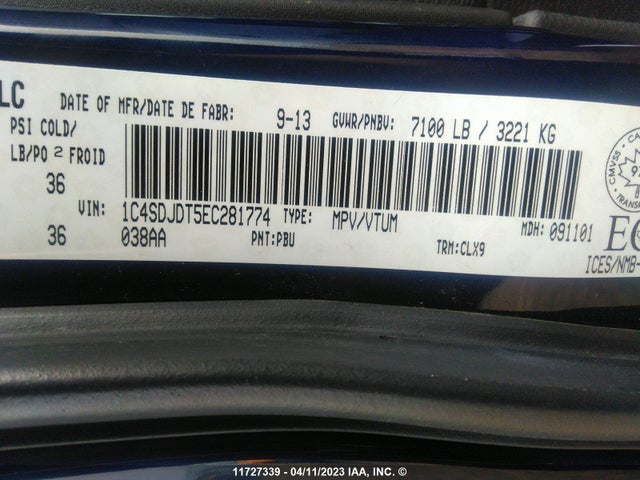 LC DATE OF MFR/DATE DE FABR: 9-13 GVWR/PNBV: 7100 LB / 3221 KG
PSI COLD/
LB/PO 2 FROID
36
VIN: 1C4SDJDT5EC281774 TYPE: MPV/VTUM MDH: 091101
36 038AA PNT:PBU TRM:CLX9
ICES/NMB-
CMVSS
TRANS
11727339 - 04/11/2023 IAA, INC. ©